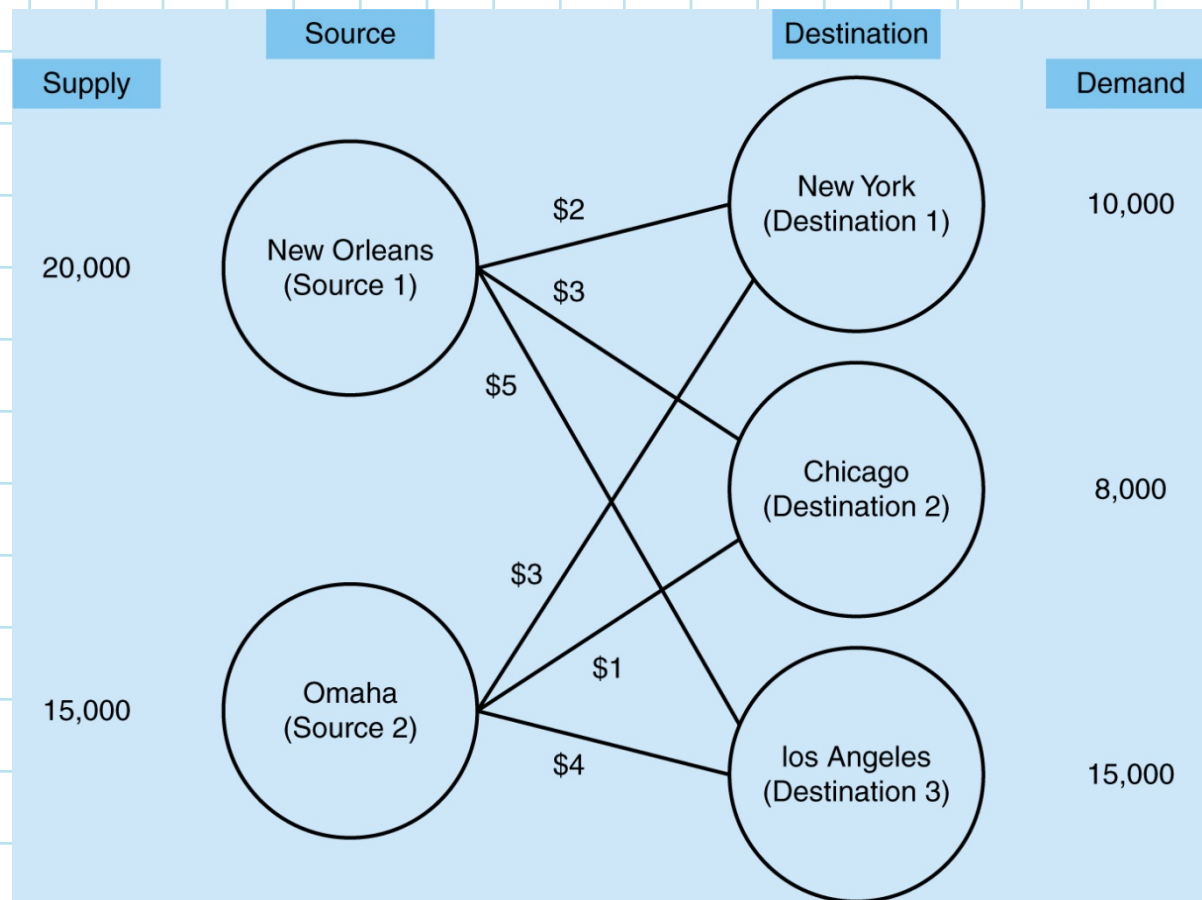 Source
Destination
Supply
Demand
New York
(Destination 1)
10,000
$2
New Orleans
(Source 1)
20,000
$3
$5
Chicago
(Destination 2)
8,000
$3
$1
Omaha
(Source 2)
15,000
$4
los Angeles
(Destination 3)
15,000